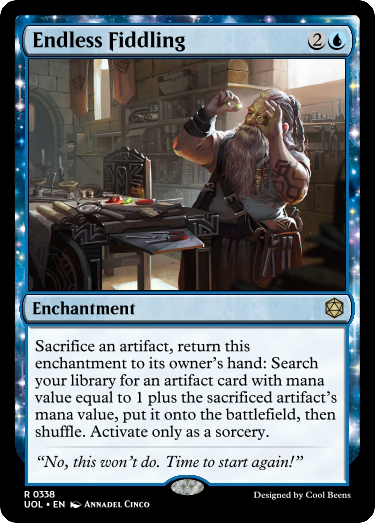 Endless Fiddling 2
Enchantment
Sacrifice an artifact, return this
enchantment to its owner's hand: Search
your library for an artifact card with mana
value equal to 1 plus the sacrificed artifact's
mana value, put it onto the battlefield, then
shuffle. Activate only as a sorcery.
“No, this won't do. Time to start again!”
R 0338
UOL • EN Annadel Cinco
Designed by Cool Beens